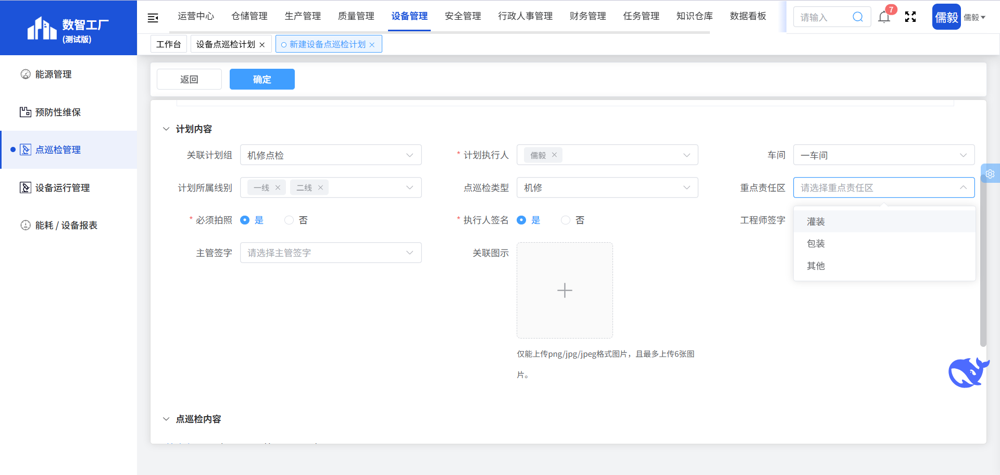 数智工厂
(测试版)
运营中心 仓储管理 生产管理 质量管理 设备管理 安全管理 行政人事管理 财务管理 任务管理 知识仓库 数据看板
请输入
7
儒毅
儒毅
工作台
设备点巡检计划
新建设备点巡检计划
能源管理
预防性维保
点巡检管理
设备运行管理
能耗 / 设备报表
返回
确定
计划内容
关联计划组 机修点检
* 计划执行人 儒毅
车间 一车间
计划所属线别 一线 二线
点巡检类型 机修
重点责任区 请选择重点责任区
* 必须拍照 是 否
* 执行人签名 是 否
工程师签字
灌装
包装
其他
主管签字 请选择主管签字
关联图示
仅能上传png/jpg/jpeg格式图片，且最多上传6张图
片。
点巡检内容